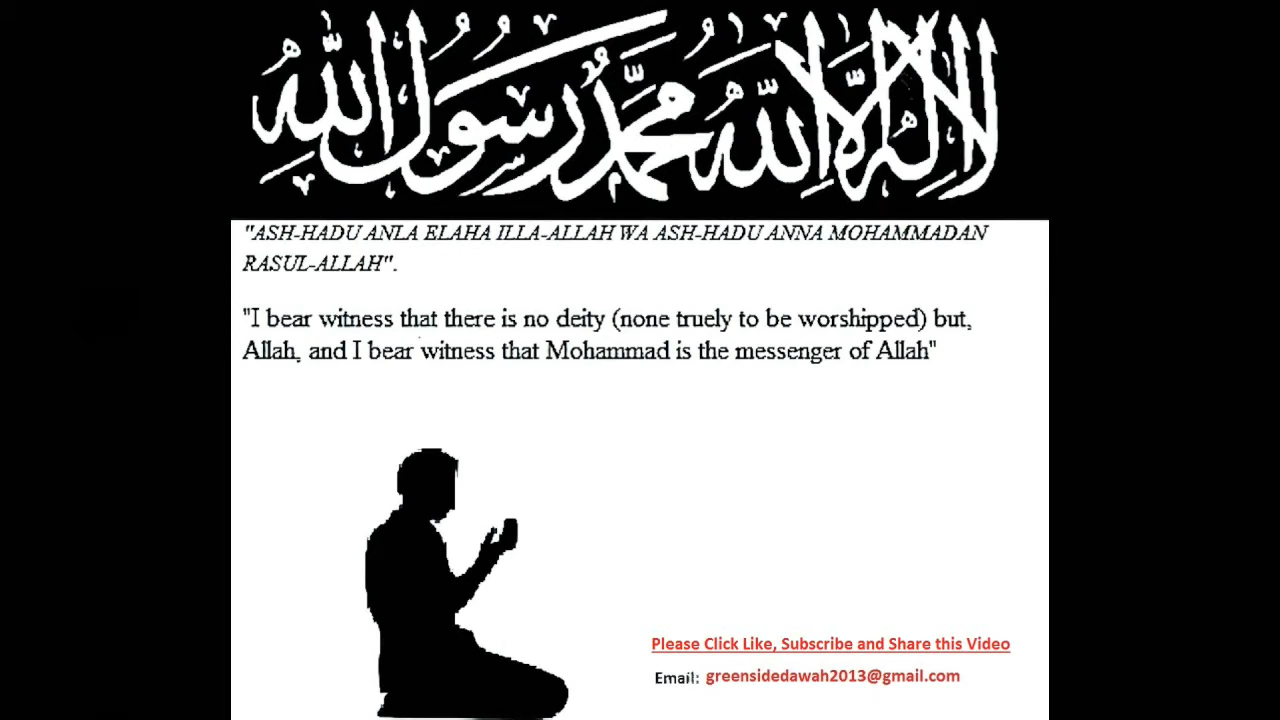 لا إله إلا الله محمد رسول الله
"ASH-HADU ANLA ELAHA ILLA-ALLAH WA ASH-HADU ANNA MOHAMMADAN
RASUL-ALLAH".
"I bear witness that there is no deity (none truely to be worshipped) but,
Allah, and I bear witness that Mohammad is the messenger of Allah"
Please Click Like, Subscribe and Share this Video
Email: greensidedawah2013@gmail.com